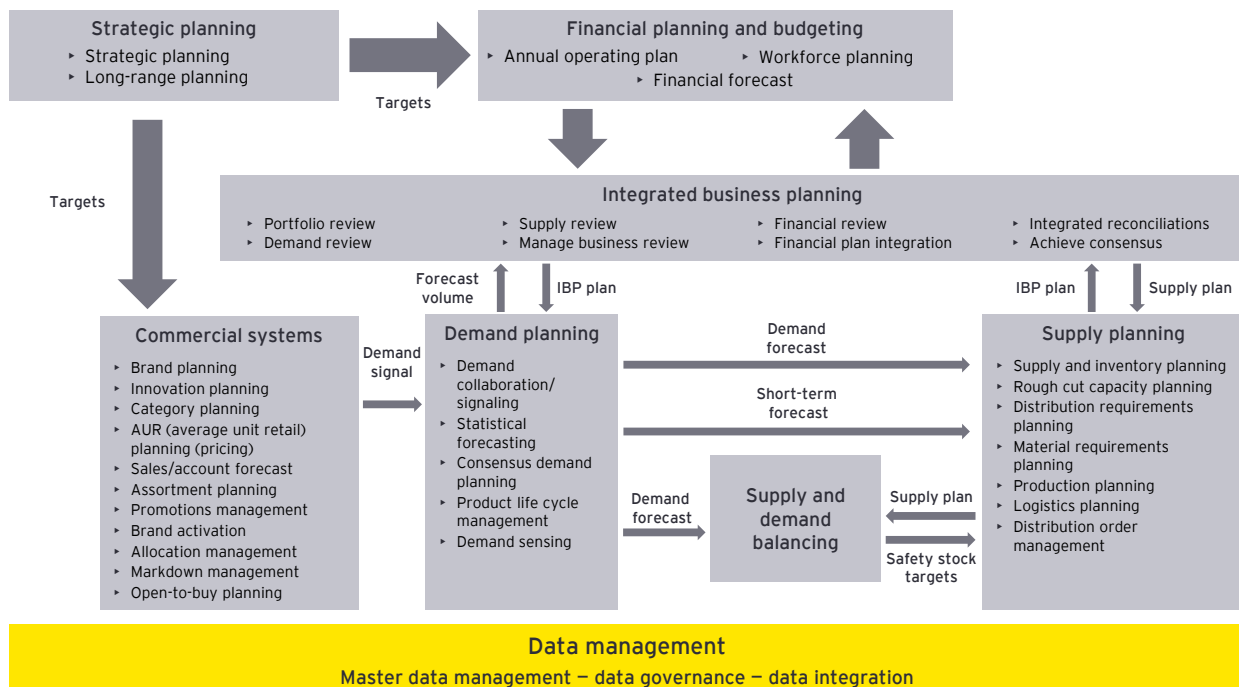 Strategic planning
‣ Strategic planning
‣ Long-range planning
Targets
Financial planning and budgeting
‣ Annual operating plan
‣ Workforce planning
‣ Financial forecast
Targets
Integrated business planning
‣ Portfolio review
‣ Demand review
‣ Supply review
‣ Manage business review
‣ Financial review
‣ Financial plan integration
‣ Integrated reconciliations
‣ Achieve consensus
Forecast
volume
IBP plan
IBP plan
Supply plan
Commercial systems
‣ Brand planning
‣ Innovation planning
‣ Category planning
‣ AUR (average unit retail)
planning (pricing)
‣ Sales/account forecast
‣ Assortment planning
‣ Promotions management
‣ Brand activation
‣ Allocation management
‣ Markdown management
‣ Open-to-buy planning
Demand
signal
Demand planning
‣ Demand
collaboration/
signaling
‣ Statistical
forecasting
‣ Consensus demand
planning
‣ Product life cycle
management
‣ Demand sensing
Demand
forecast
Short-term
forecast
Demand
forecast
Supply and
demand
balancing
Supply plan
Safety stock
targets
Supply planning
‣ Supply and inventory planning
‣ Rough cut capacity planning
‣ Distribution requirements
planning
‣ Material requirements
planning
‣ Production planning
‣ Logistics planning
‣ Distribution order
management
Data management
Master data management – data governance – data integration